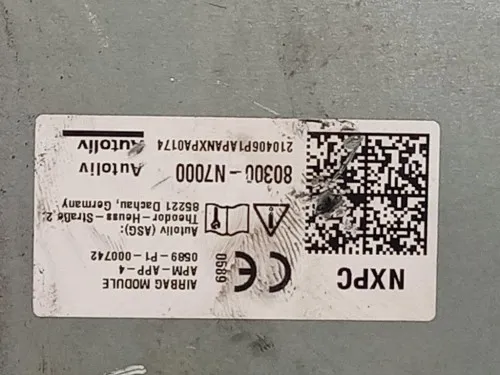 NXPC
CE
0589
AIRBAG MODULE
APM-APP-4
0589-P1-000742
Autoliv (ASG):
Theodor-Heuss-Straße 2,
85221 Dachau, Germany
80300-N7000
210406P1APANXPA0174
Autoliv
Autoliv